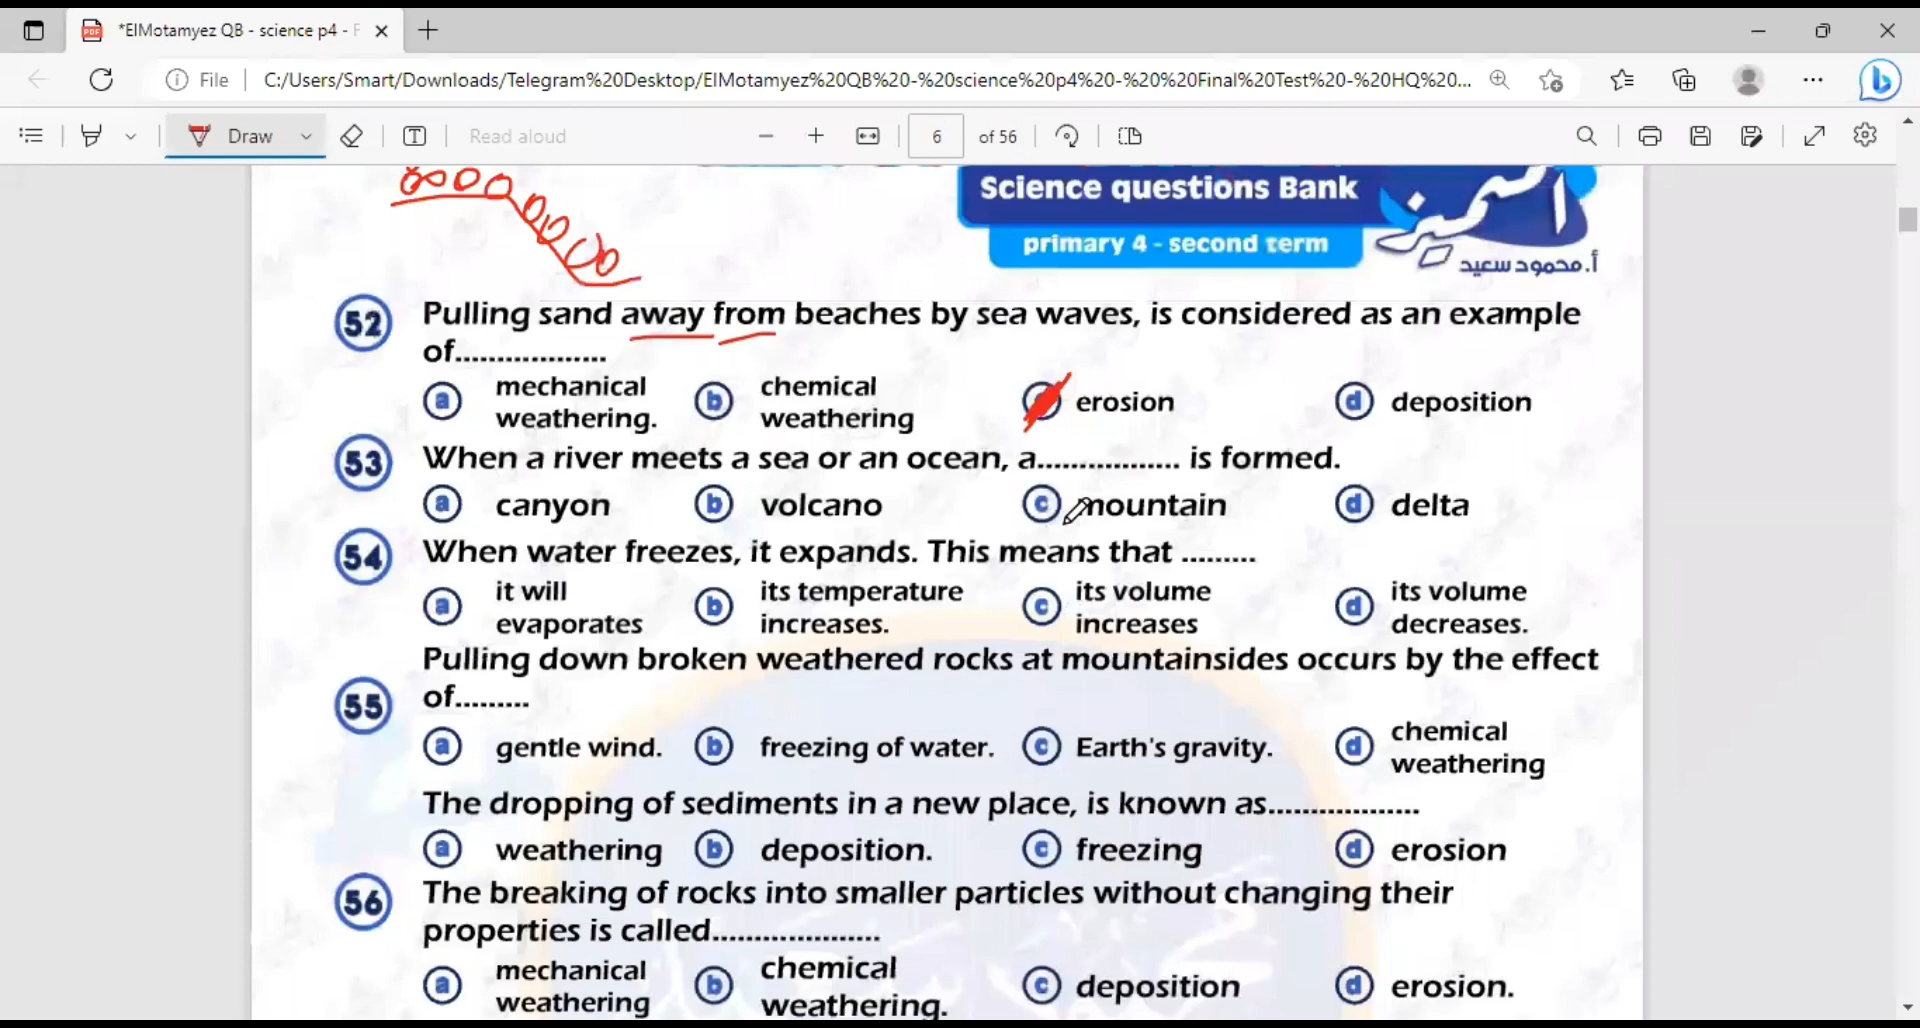 *ElMotamyez QB - science p4 - F
File
C:/Users/Smart/Downloads/Telegram%20Desktop/ElMotamyez%20QB%20-%20science%20p4%20-%20%20Final%20Test%20-%20HQ%20...
Draw
Read aloud
6
of 56
Science questions Bank
primary 4 - second term
المتميز
أ. محمود سعيد
52 Pulling sand away from beaches by sea waves, is considered as an example
of..................
a mechanical weathering. b chemical weathering c erosion d deposition
53 When a river meets a sea or an ocean, a................. is formed.
a canyon b volcano c mountain d delta
54 When water freezes, it expands. This means that .........
a it will evaporates b its temperature increases. c its volume increases d its volume decreases.
Pulling down broken weathered rocks at mountainsides occurs by the effect
55 of.........
a gentle wind. b freezing of water. c Earth's gravity. d chemical weathering
The dropping of sediments in a new place, is known as..................
a weathering b deposition. c freezing d erosion
56 The breaking of rocks into smaller particles without changing their
properties is called....................
a mechanical weathering b chemical weathering. c deposition d erosion.